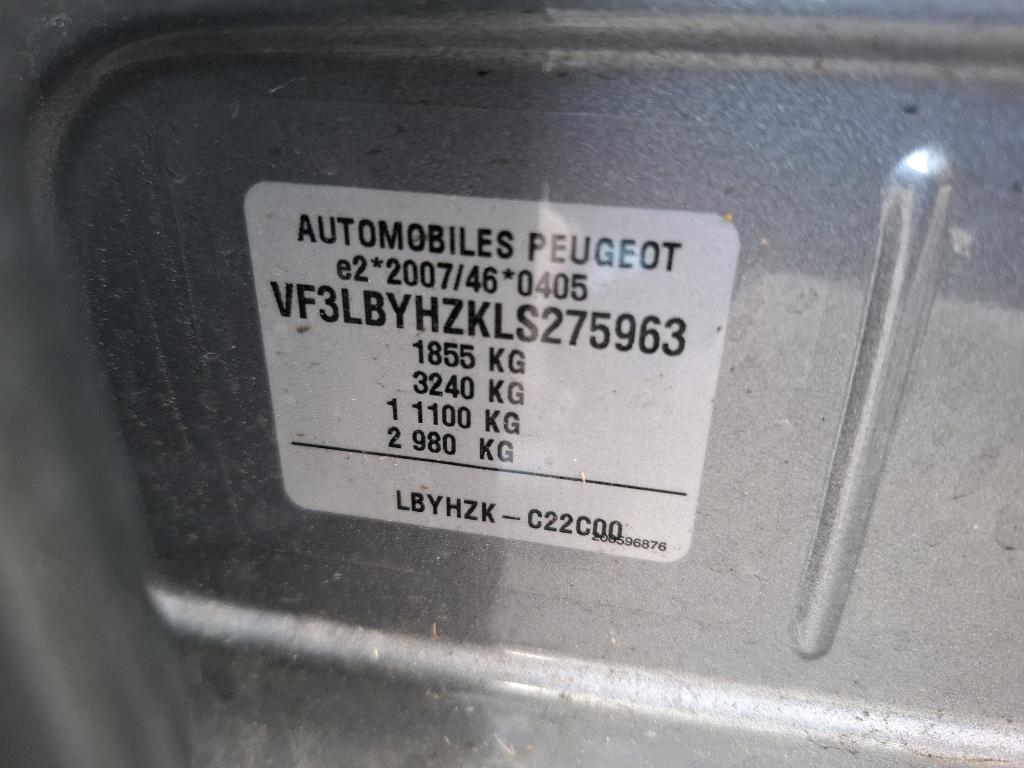 AUTOMOBILES PEUGEOT
e2*2007/46*0405
VF3LBYHZKLS275963
1855 KG
3240 KG
1 1100 KG
2 980 KG
LBYHZK – C22C00
208596876